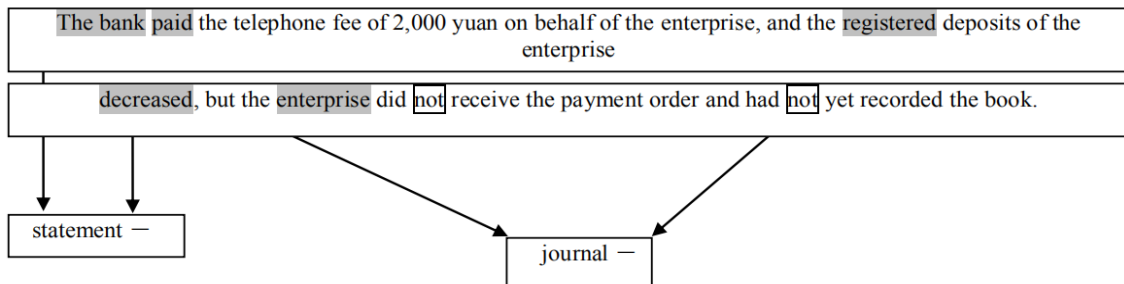 The bank paid the telephone fee of 2,000 yuan on behalf of the enterprise, and the registered deposits of the
enterprise
decreased, but the enterprise did not receive the payment order and had not yet recorded the book.
statement —
journal —